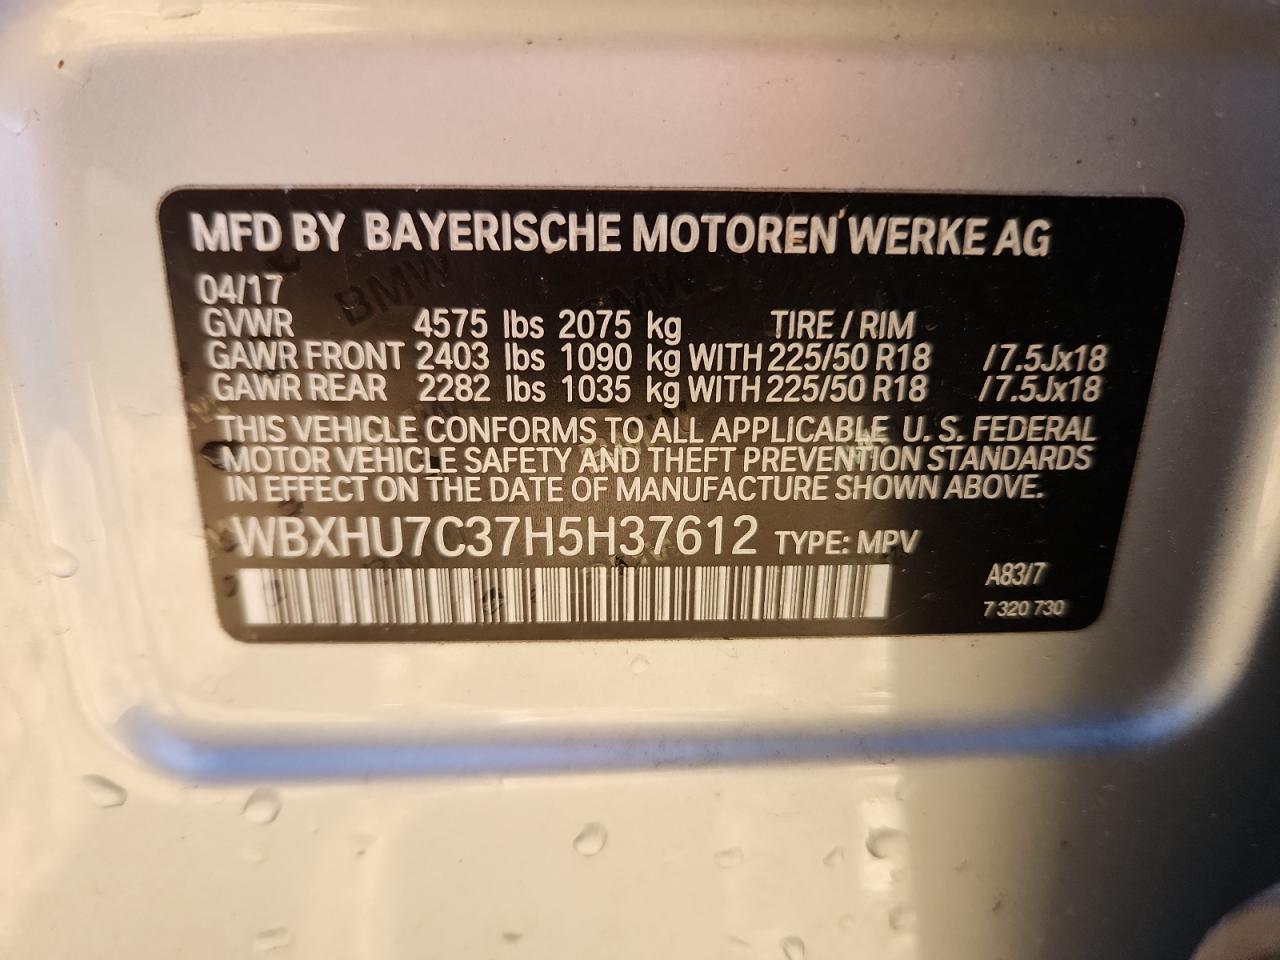 MFD BY BAYERISCHE MOTOREN WERKE AG
04/17
GVWR 4575 lbs 2075 kg TIRE / RIM
GAWR FRONT 2403 lbs 1090 kg WITH 225/50 R18 /7.5Jx18
GAWR REAR 2282 lbs 1035 kg WITH 225/50 R18 /7.5Jx18
THIS VEHICLE CONFORMS TO ALL APPLICABLE U. S. FEDERAL
MOTOR VEHICLE SAFETY AND THEFT PREVENTION STANDARDS
IN EFFECT ON THE DATE OF MANUFACTURE SHOWN ABOVE.
WBXHU7C37H5H37612 TYPE: MPV
A83/7
7 320 730